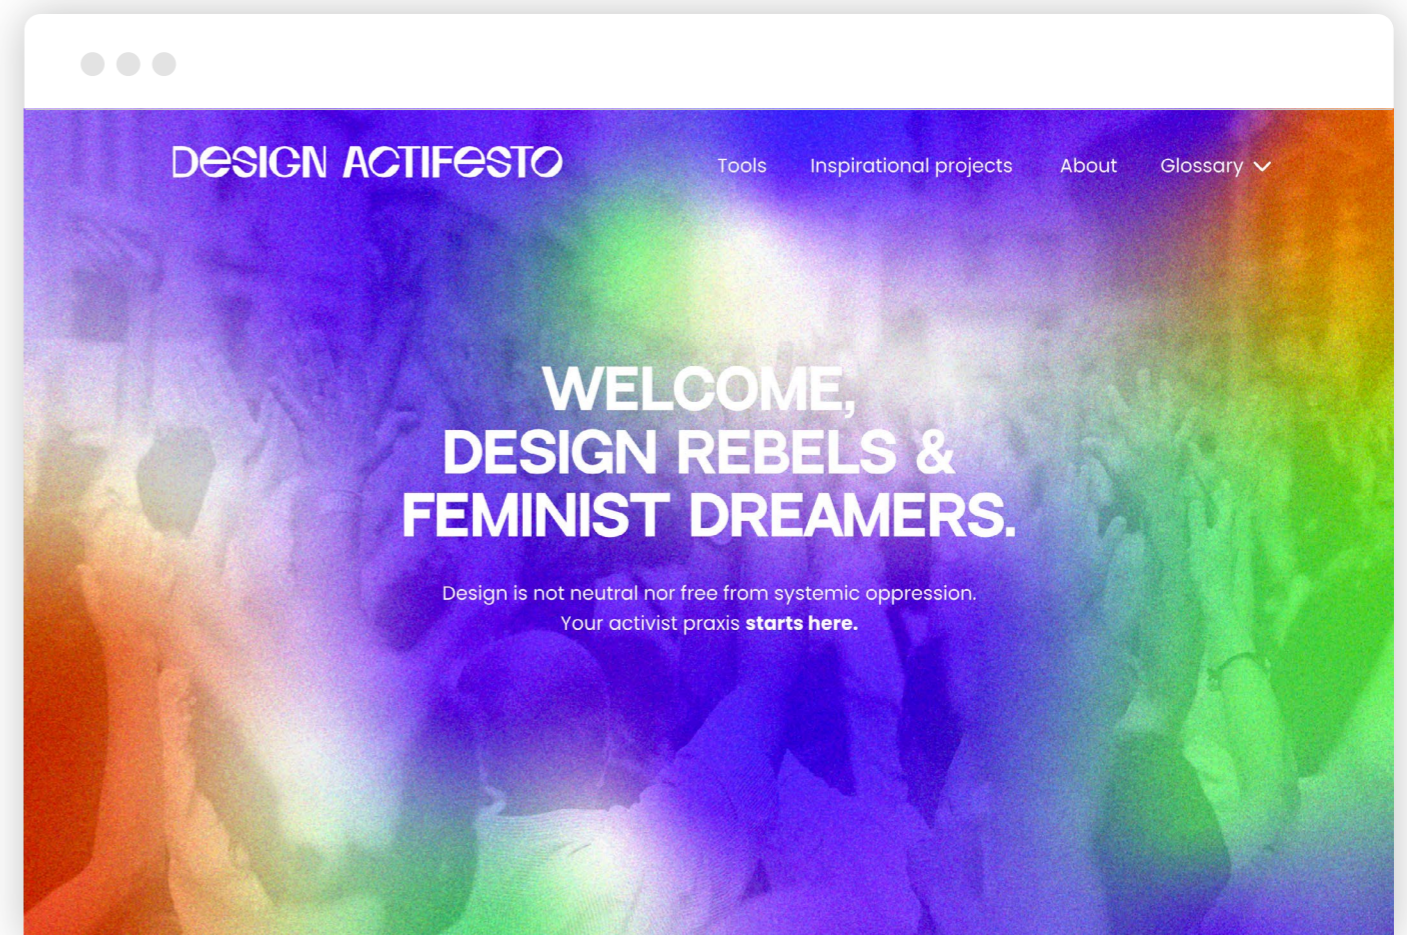 DESIGN ACTIFESTO
Tools Inspirational projects About Glossary
WELCOME,
DESIGN REBELS &
FEMINIST DREAMERS.
Design is not neutral nor free from systemic oppression.
Your activist praxis starts here.